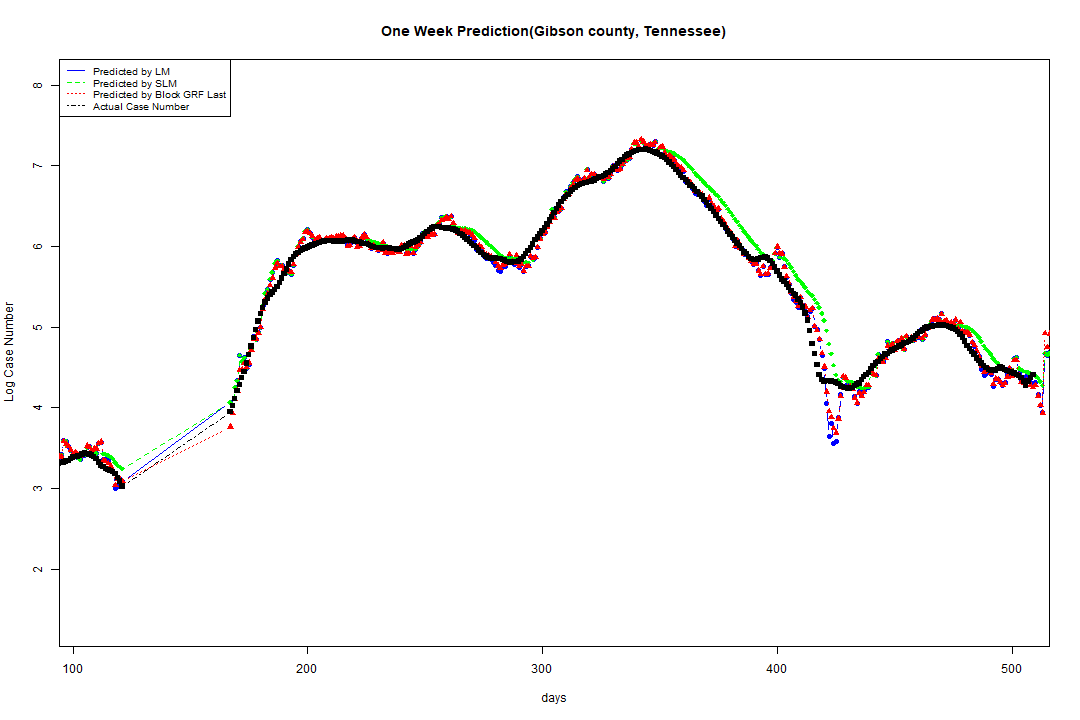 One Week Prediction(Gibson county, Tennessee)
Predicted by LM
Predicted by SLM
Predicted by Block GRF Last
Actual Case Number
8
7
6
5
4
3
2
Log Case Number
100 200 300 400 500
days